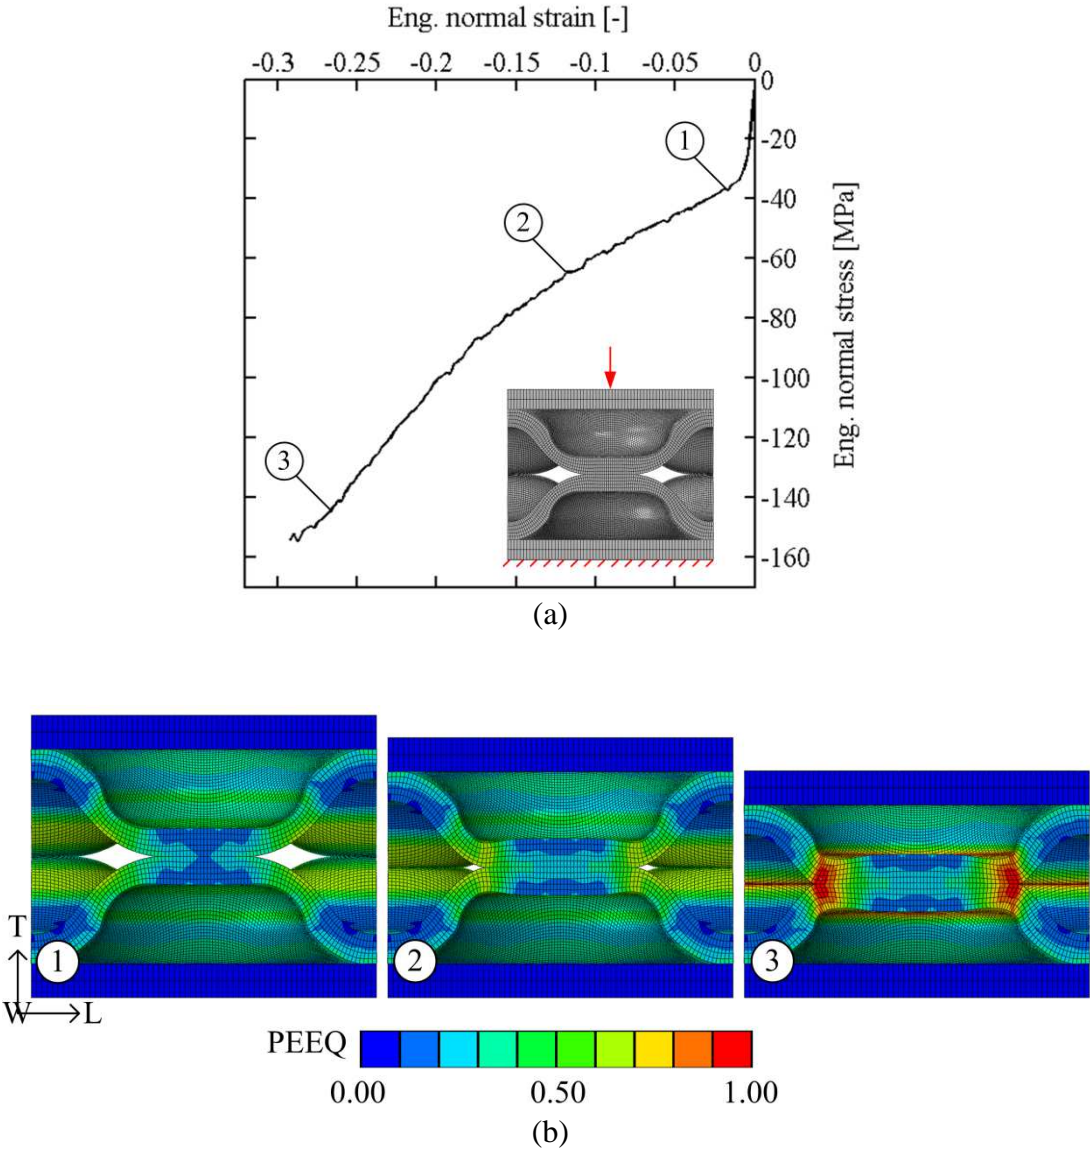 Eng. normal strain [-]
-0.3 -0.25 -0.2 -0.15 -0.1 -0.05 0
0
-20
-40
-60
-80
-100
-120
-140
-160
Eng. normal stress [MPa]
1
2
3
(a)
1
2
3
T
W
L
PEEQ
0.00 0.50 1.00
(b)